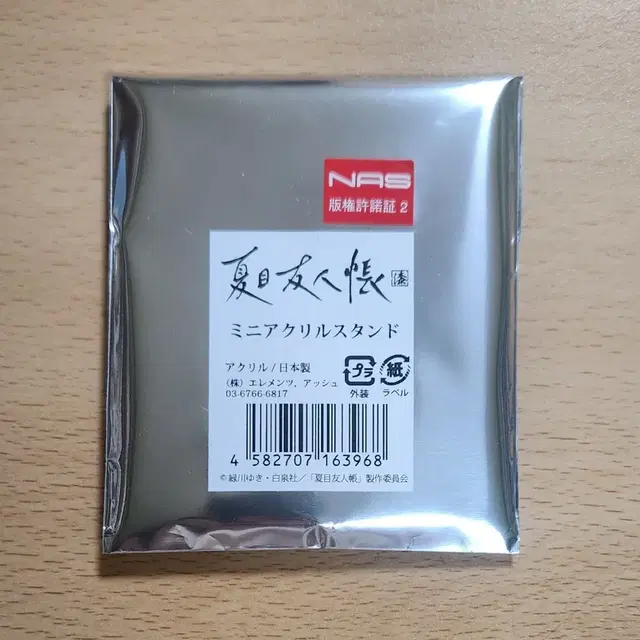 NAS
版権許諾証 2
夏目友人帳 漆
ミニアクリルスタンド
アクリル/日本製
(株) エレメンツ、アッシュ
03-6766-6817
プラ
外装
紙
ラベル
4 582707 163968
© 緑川ゆき・白泉社/「夏目友人帳」製作委員会